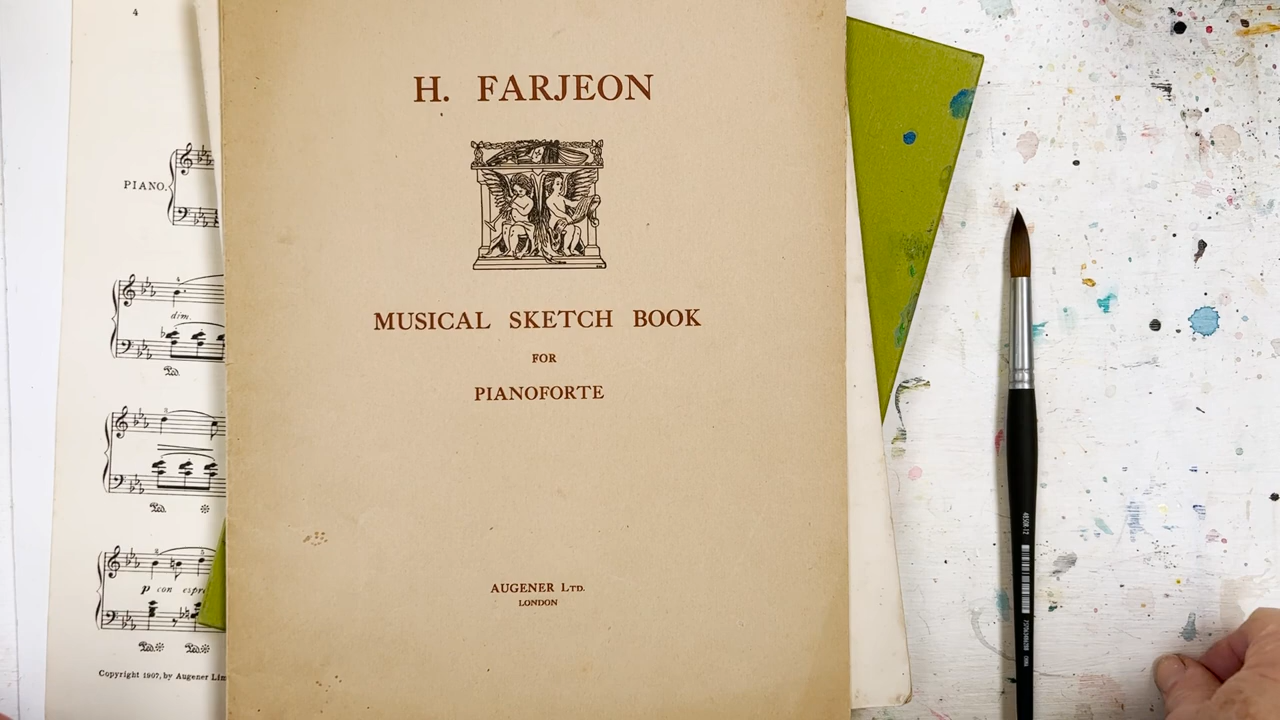 4
PIANO.
dim.
p con espre
Copyright 1907, by Augener Lim
H. FARJEON
MUSICAL SKETCH BOOK
FOR
PIANOFORTE
AUGENER LTD.
LONDON